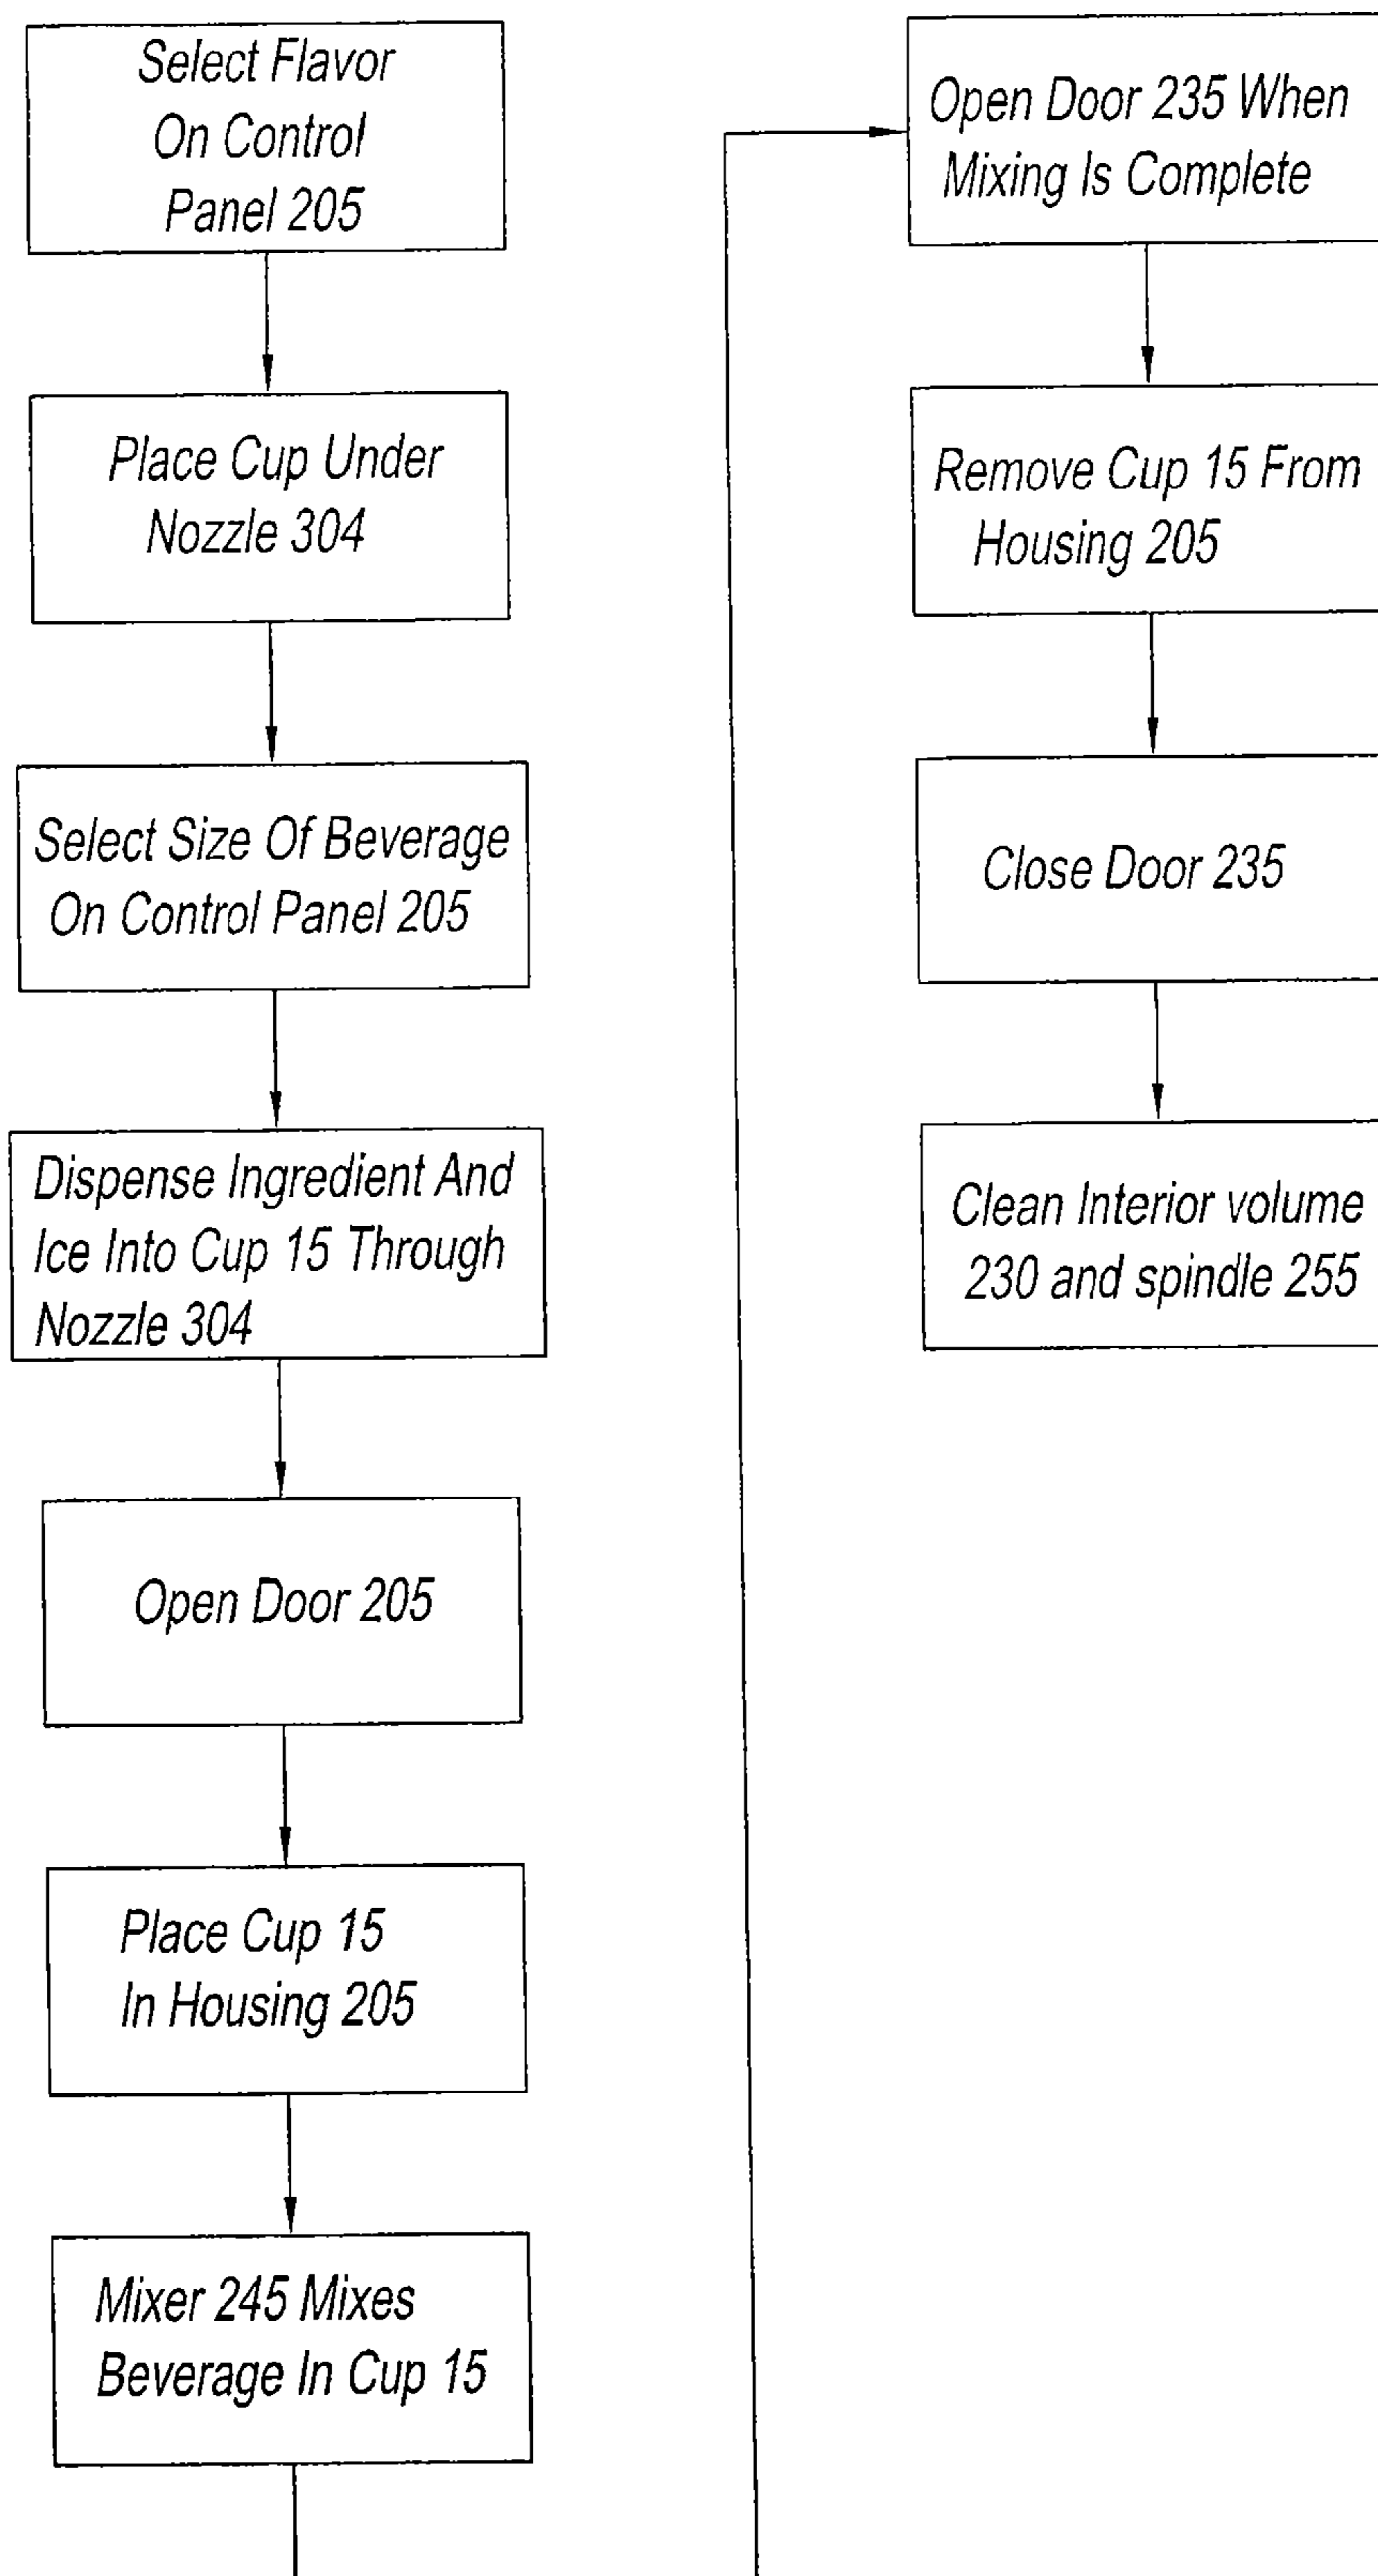 Select Flavor
On Control
Panel 205
Place Cup Under
Nozzle 304
Select Size Of Beverage
On Control Panel 205
Dispense Ingredient And
Ice Into Cup 15 Through
Nozzle 304
Open Door 205
Place Cup 15
In Housing 205
Mixer 245 Mixes
Beverage In Cup 15
Open Door 235 When
Mixing Is Complete
Remove Cup 15 From
Housing 205
Close Door 235
Clean Interior volume
230 and spindle 255